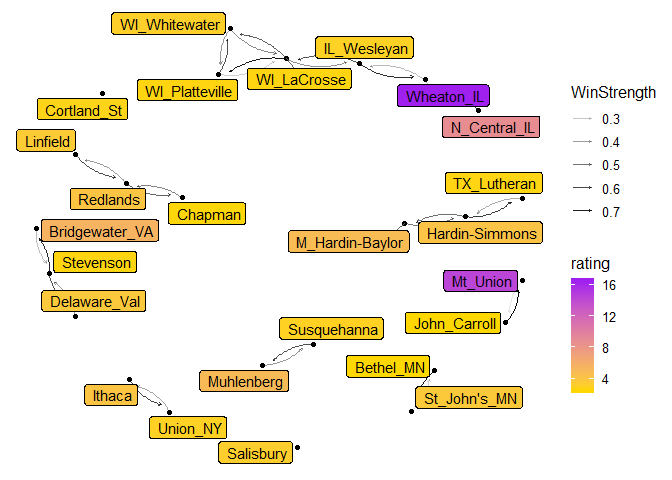 WI_Whitewater
IL_Wesleyan
WI_LaCrosse
WI_Platteville
Wheaton_IL
Cortland_St
N_Central_IL
Linfield
TX_Lutheran
Redlands
Chapman
Bridgewater_VA
M_Hardin-Baylor
Hardin-Simmons
Stevenson
Mt_Union
Delaware_Val
John_Carroll
Susquehanna
Bethel_MN
Muhlenberg
Ithaca
St_John's_MN
Union_NY
Salisbury
WinStrength
0.3
0.4
0.5
0.6
0.7
rating
16
12
8
4